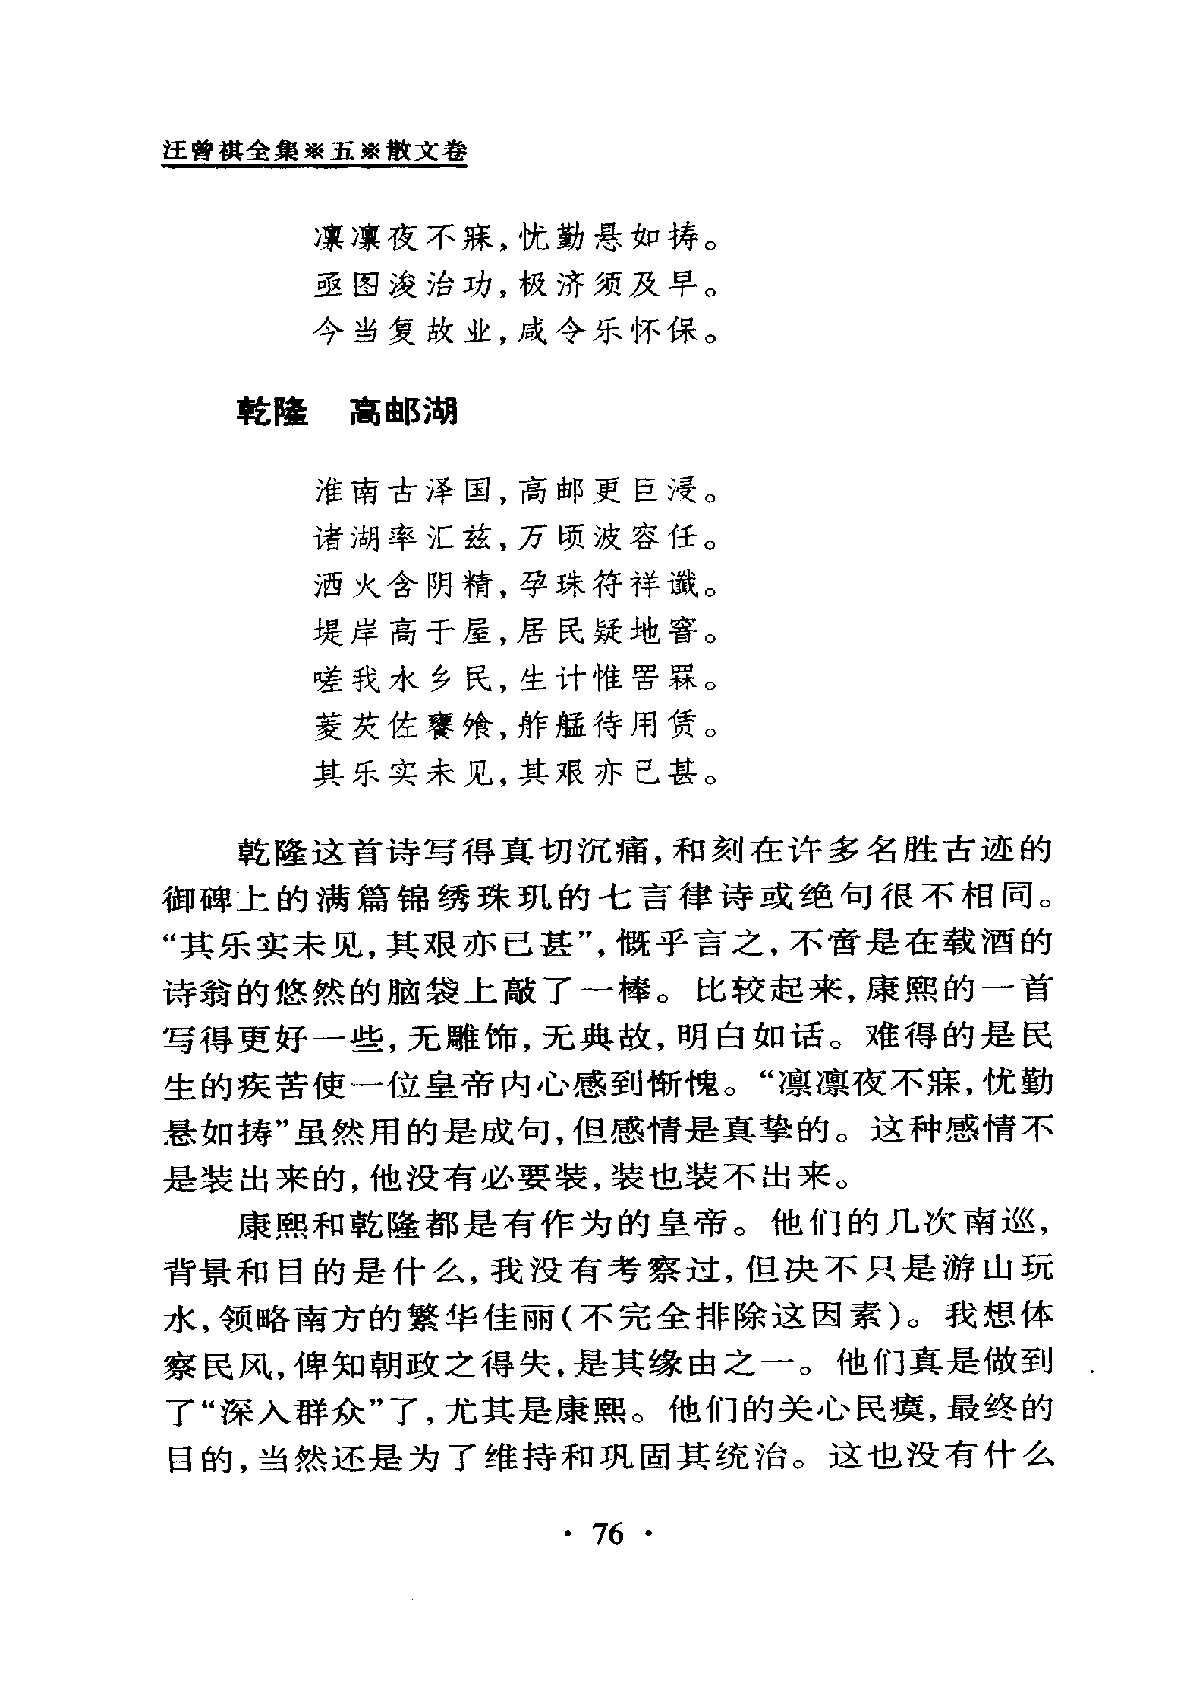 汪曾祺全集※五※散文卷
凛凛夜不寐,忧勤悬如捣。
亟图浚治功,极济须及早。
今当复故业,咸令乐怀保。
乾隆　高邮湖
淮南古泽国,高邮更巨浸。
诸湖率汇兹,万顷波容任。
洒火含阴精,孕珠符祥谶。
堤岸高于屋,居民疑地窨。
嗟我水乡民,生计惟罟罧。
菱芡佐饔飧,舴艋待用赁。
其乐实未见,其艰亦已甚。
乾隆这首诗写得真切沉痛,和刻在许多名胜古迹的
御碑上的满篇锦绣珠玑的七言律诗或绝句很不相同。
“其乐实未见,其艰亦已甚”,慨乎言之,不啻是在载酒的
诗翁的悠然的脑袋上敲了一棒。比较起来,康熙的一首
写得更好一些,无雕饰,无典故,明白如话。难得的是民
生的疾苦使一位皇帝内心感到惭愧。“凛凛夜不寐,忧勤
悬如捣”虽然用的是成句,但感情是真挚的。这种感情不
是装出来的,他没有必要装,装也装不出来。
康熙和乾隆都是有作为的皇帝。他们的几次南巡,
背景和目的是什么,我没有考察过,但决不只是游山玩
水,领略南方的繁华佳丽(不完全排除这因素)。我想体
察民风,俾知朝政之得失,是其缘由之一。他们真是做到
了“深入群众”了,尤其是康熙。他们的关心民瘼,最终的
目的,当然还是为了维持和巩固其统治。这也没有什么
· 76 ·